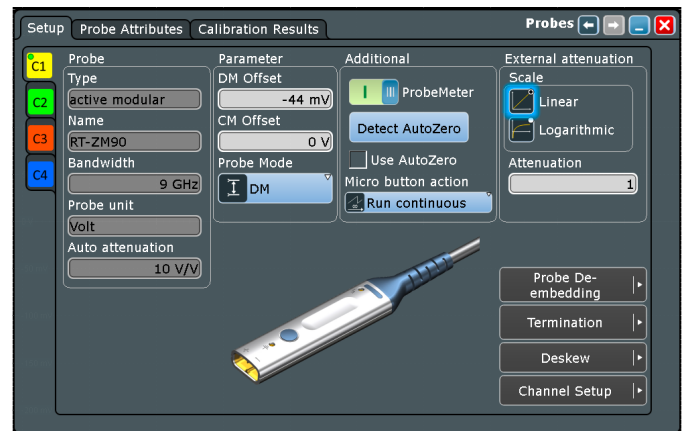 Setup Probe Attributes Calibration Results Probes
C1
C2
C3
C4
Probe
Type
active modular
Name
RT-ZM90
Bandwidth
9 GHz
Probe unit
Volt
Auto attenuation
10 V/V
Parameter
DM Offset
-44 mV
CM Offset
0 V
Probe Mode
DM
Additional
ProbeMeter
Detect AutoZero
Use AutoZero
Micro button action
Run continuous
External attenuation
Scale
Linear
Logarithmic
Attenuation
1
Probe De-
embedding
Termination
Deskew
Channel Setup